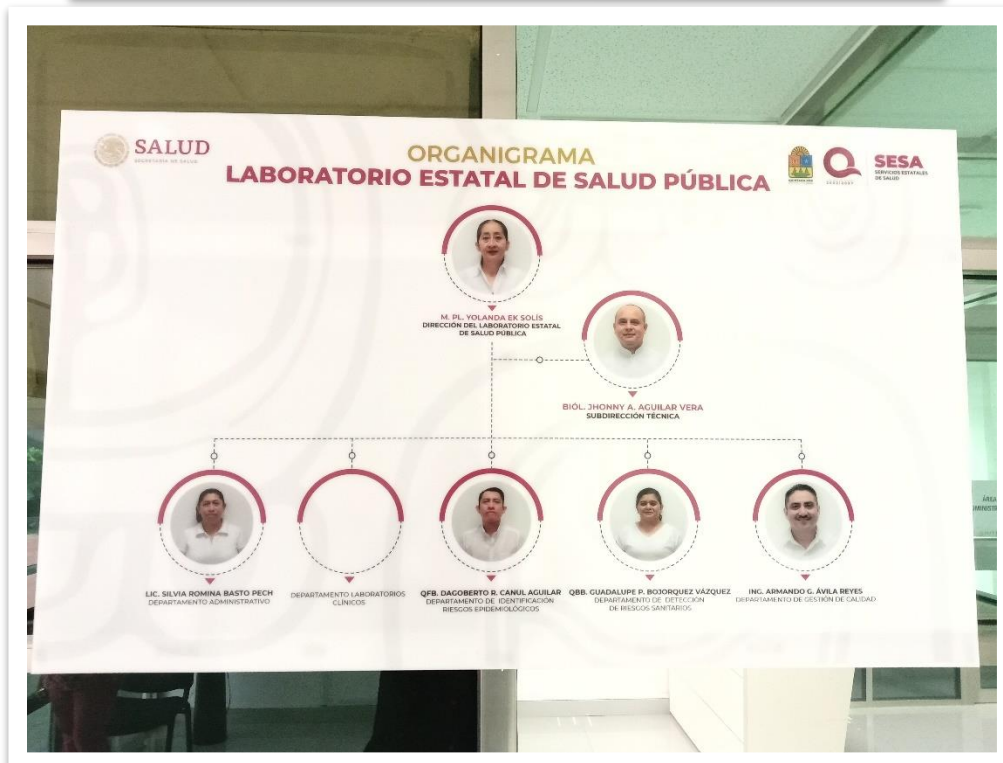 SALUD
SECRETARÍA DE SALUD
ORGANIGRAMA
LABORATORIO ESTATAL DE SALUD PÚBLICA
SESA
SERVICIOS ESTATALES
DE SALUD
M. PL. YOLANDA EK SOLÍS
DIRECCIÓN DEL LABORATORIO ESTATAL
DE SALUD PÚBLICA
BIÓL. JHONNY A. AGUILAR VERA
SUBDIRECCIÓN TÉCNICA
LIC. SILVIA ROMINA BASTO PECH
DEPARTAMENTO ADMINISTRATIVO
DEPARTAMENTO LABORATORIOS
CLÍNICOS
QFB. DAGOBERTO R. CANUL AGUILAR
DEPARTAMENTO DE IDENTIFICACIÓN
RIESGOS EPIDEMIOLÓGICOS
QBB. GUADALUPE P. BOJORQUEZ VÁZQUEZ
DEPARTAMENTO DE DETECCIÓN
DE RIESGOS SANITARIOS
ING. ARMANDO G. ÁVILA REYES
DEPARTAMENTO DE GESTIÓN DE CALIDAD
ÁREA